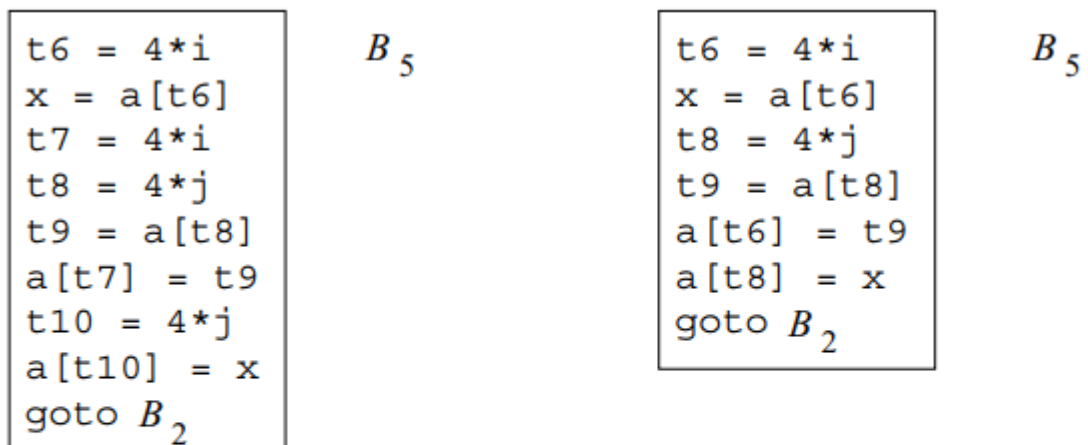 t6 = 4*i
x = a[t6]
t7 = 4*i
t8 = 4*j
t9 = a[t8]
a[t7] = t9
t10 = 4*j
a[t10] = x
goto B2
B5
t6 = 4*i
x = a[t6]
t8 = 4*j
t9 = a[t8]
a[t6] = t9
a[t8] = x
goto B2
B5